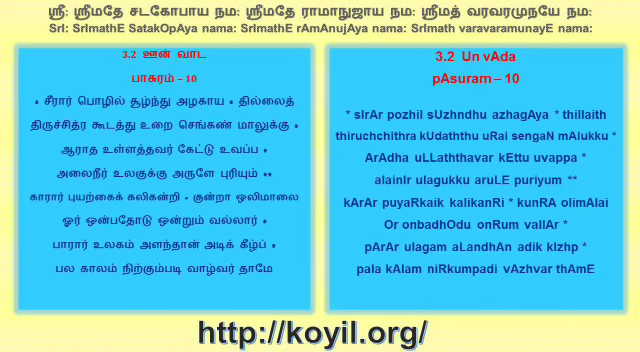 ஸ்ரீ: ஸ்ரீமதே சடகோபாய நம: ஸ்ரீமதே ராமாநுஜாய நம: ஸ்ரீமத் வரவரமுநயே நம:
SrI: SrImathE SatakOpAya nama: SrImathE rAmAnujAya nama: SrImath varavaramunayE nama:
3.2 ஊன் வாட
பாசுரம் – 10
* சீரார் பொழில் சூழ்ந்து அழகாய * தில்லைத்
திருச்சித்ர கூடத்து உறை செங்கண் மாலுக்கு *
ஆராத உள்ளத்தவர் கேட்டு உவப்ப *
அலைநீர் உலகுக்கு அருளே புரியும் **
காரார் புயற்கைக் கலிகன்றி * குன்றா ஒலிமாலை
ஓர் ஒன்பதோடு ஒன்றும் வல்லார் *
பாரார் உலகம் அளந்தான் அடிக் கீழ்ப் *
பல காலம் நிற்கும்படி வாழ்வர் தாமே
3.2 Un vAda
pAsuram – 10
* sIrAr pozhil sUzhndhu azhagAya * thillaith
thiruchchithra kUdaththu uRai sengaN mAlukku *
ArAdha uLLaththavar kEttu uvappa *
alainIr ulagukku aruLE puriyum **
kArAr puyaRkaik kalikanRi * kunRA olimAlai
Or onbadhOdu onRum vallAr *
pArAr ulagam aLandhAn adik kIzhp *
pala kAlam niRkumpadi vAzhvar thAmE
http://koyil.org/